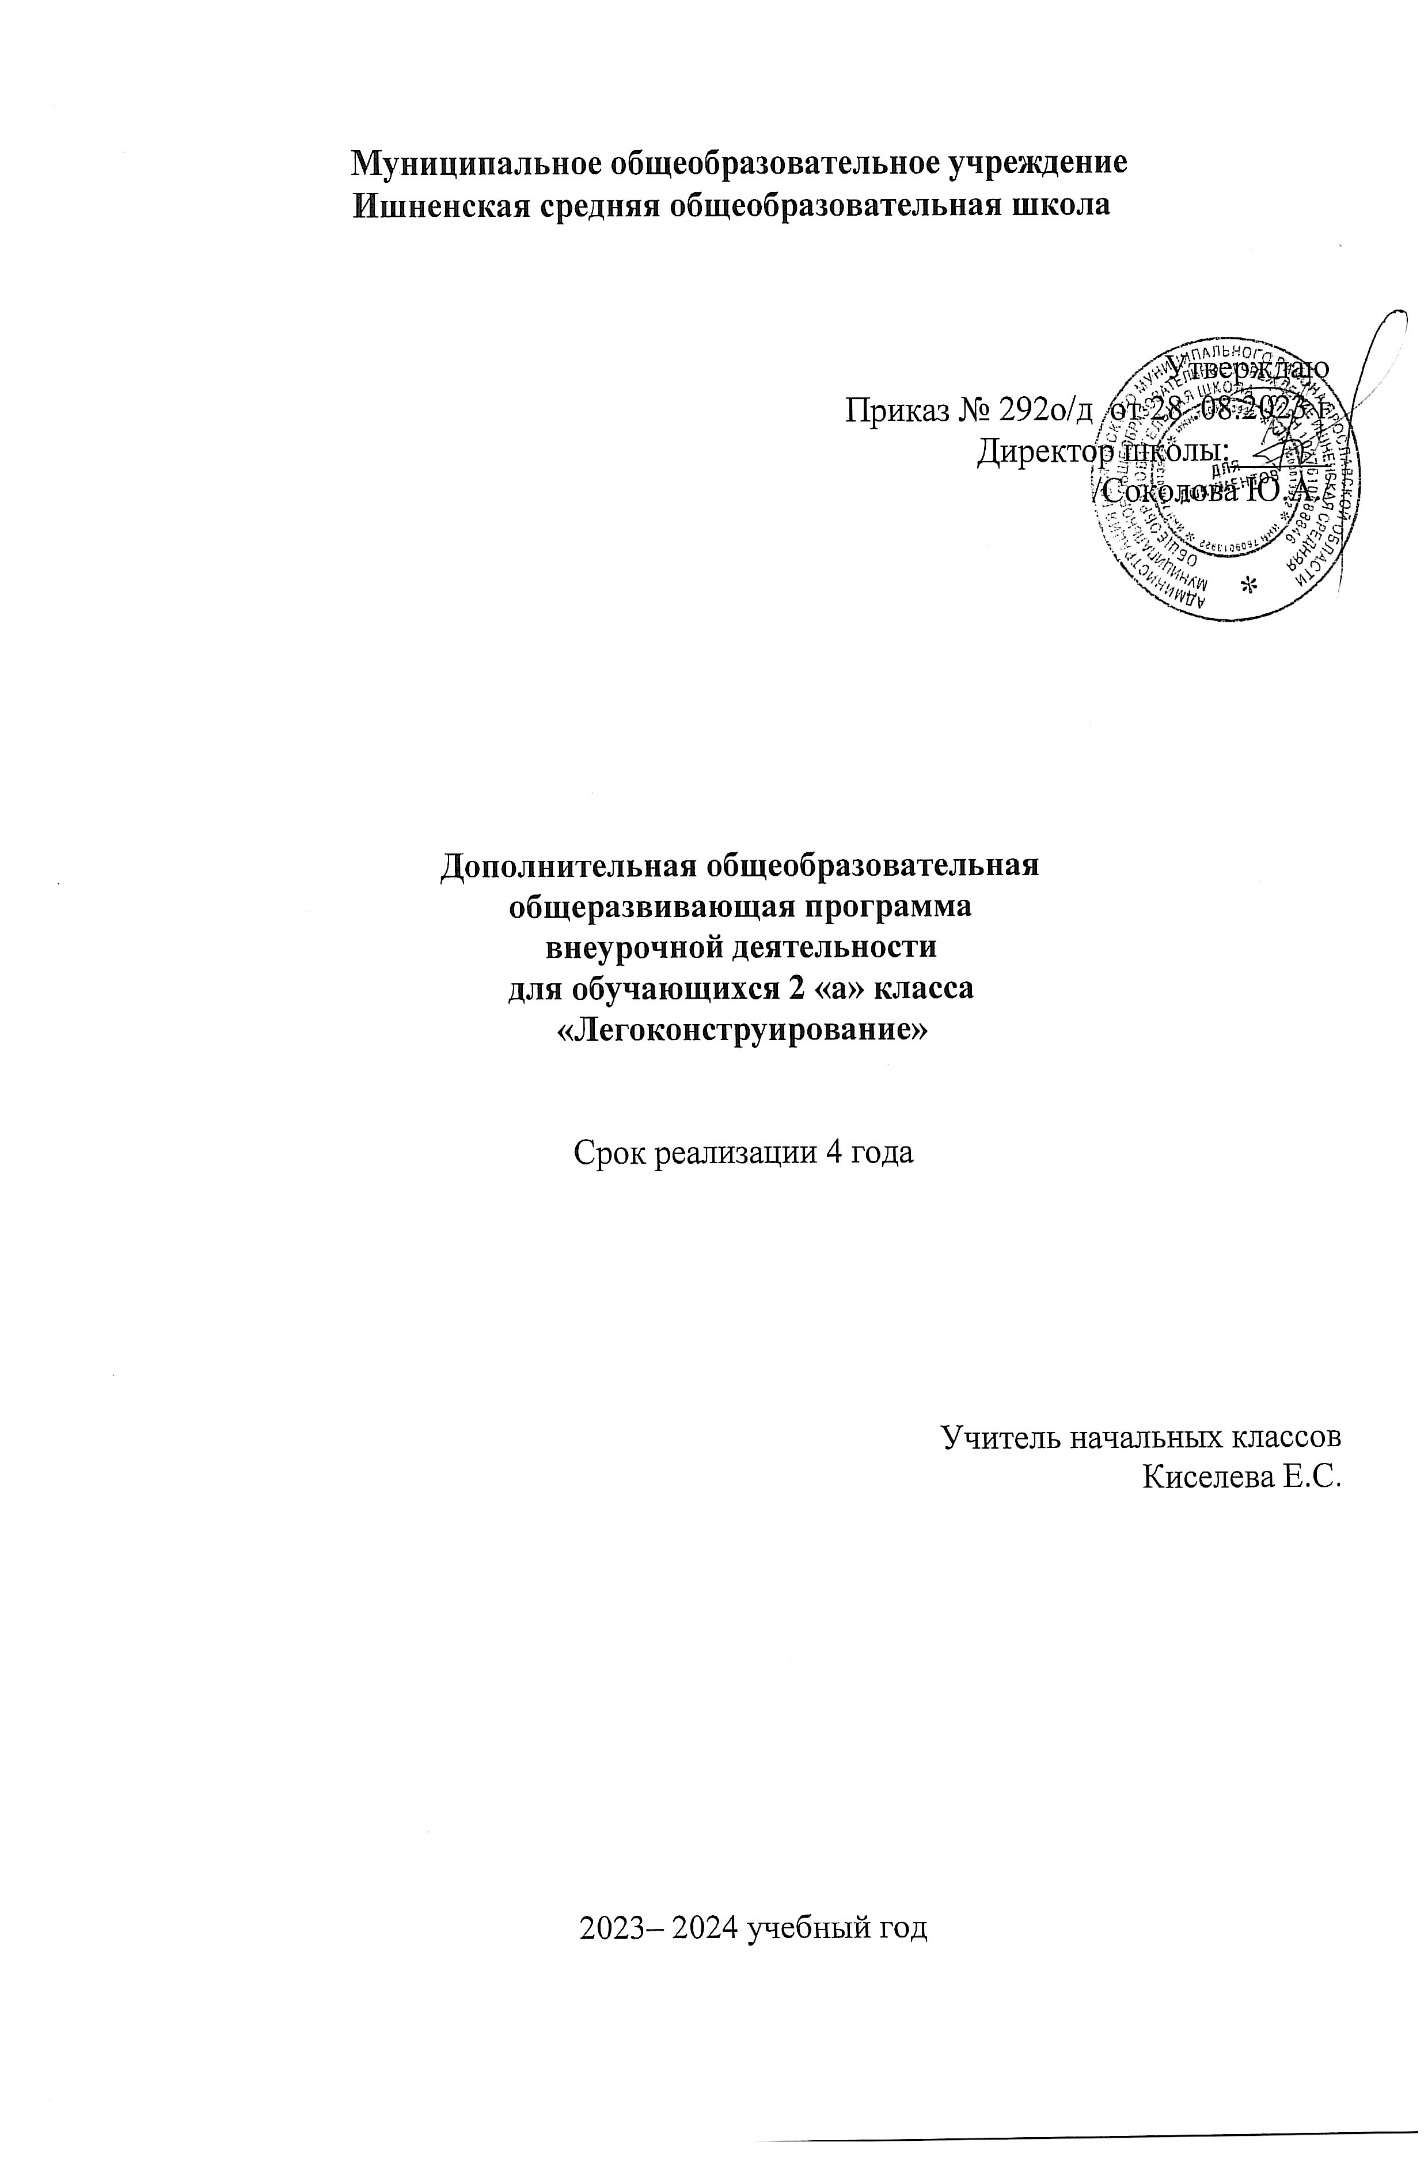 Муниципальное общеобразовательное учреждение
Ишненская средняя общеобразовательная школа
Утверждаю
Приказ № 292о/д от 28 .08.2023 г
Директор школы:
/Соколова Ю.А.
ДЛЯ
ДОКУМЕНТОВ
Дополнительная общеобразовательная
общеразвивающая программа
внеурочной деятельности
для обучающихся 2 «а» класса
«Легоконструирование»
Срок реализации 4 года
Учитель начальных классов
Киселева Е.С.
2023– 2024 учебный год